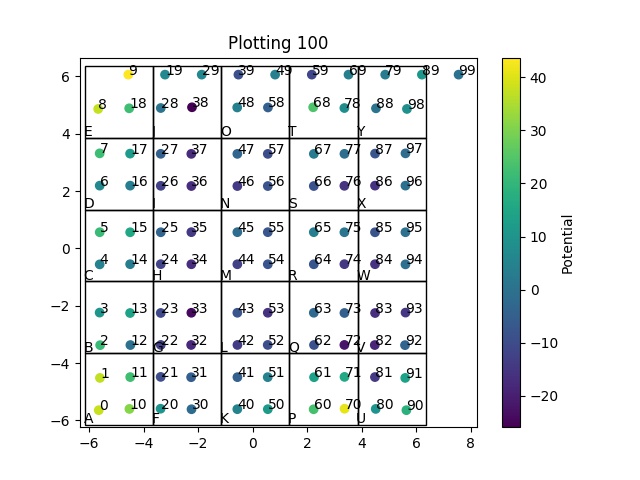 Plotting 100
6 9 19 29 39 49 59 69 79 89 99 40
8 18 28 38 48 58 68 78 88 98
E J O T Y
4 30
7 17 27 37 47 57 67 77 87 97
6 16 26 36 46 56 66 76 86 96
2 20
D I N S X
5 15 25 35 45 55 65 75 85 95
0 10
4 14 24 34 44 54 64 74 84 94
C H M R W
Potential
−2 0
3 13 23 33 43 53 63 73 83 93
2 12 22 32 42 52 62 72 82 92
B G L Q V
−4 −10
1 11 21 31 41 51 61 71 81 91
0 10 20 30 40 50 60 70 80 90
−6 −20
A F K P U
−6 −4 −2 0 2 4 6 8